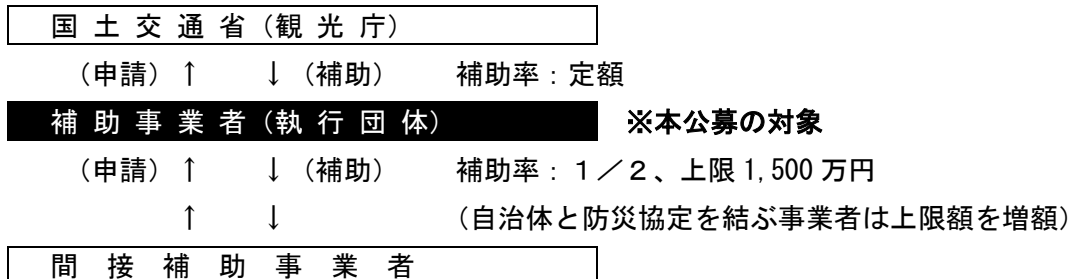 国土交通省(観光庁)
(申請)↑ ↓(補助) 補助率:定額
補助事業者(執行団体) ※本公募の対象
(申請)↑ ↓(補助) 補助率:1/2、上限1,500万円
↑ ↓ (自治体と防災協定を結ぶ事業者は上限額を増額)
間接補助事業者